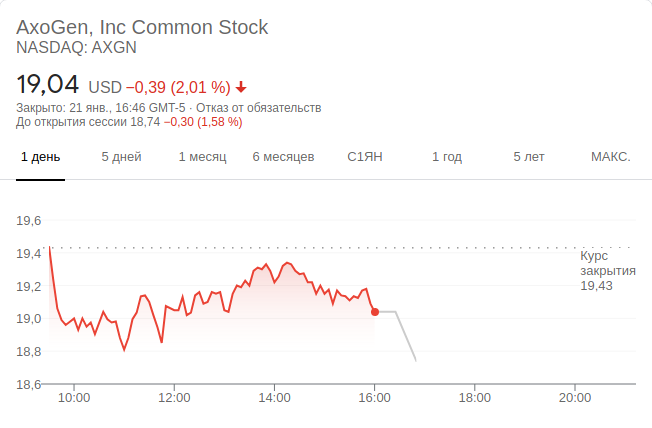 AxoGen, Inc Common Stock
NASDAQ: AXGN
19,04 USD −0,39 (2,01 %)
Закрыто: 21 янв., 16:46 GMT-5 · Отказ от обязательств
До открытия сессии 18,74 −0,30 (1,58 %)
1 день 5 дней 1 месяц 6 месяцев С1ЯН 1 год 5 лет МАКС.
19,6
19,4
Курс
закрытия
19,43
19,2
19,0
18,8
18,6
10:00 12:00 14:00 16:00 18:00 20:00